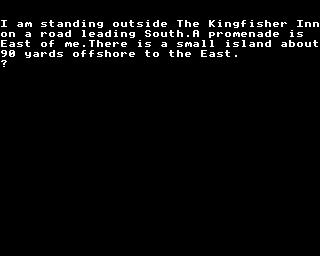 I am standing outside The Kingfisher Inn
on a road leading South.A promenade is
East of me.There is a small island about
90 yards offshore to the East.
?